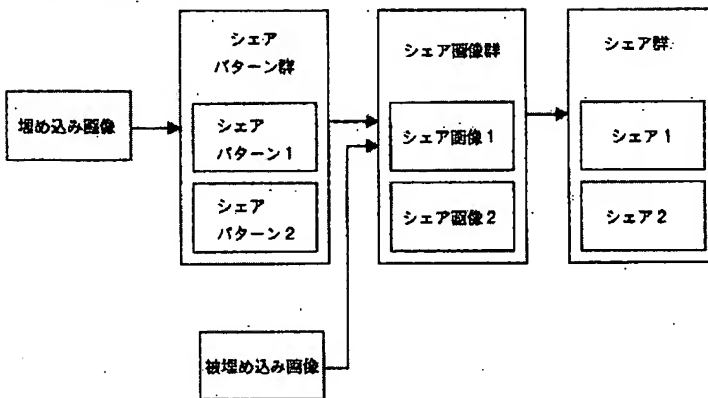 埋め込み画像
シェア
パターン群
シェア
パターン1
シェア
パターン2
シェア画像群
シェア画像1
シェア画像2
シェア群
シェア1
シェア2
被埋め込み画像